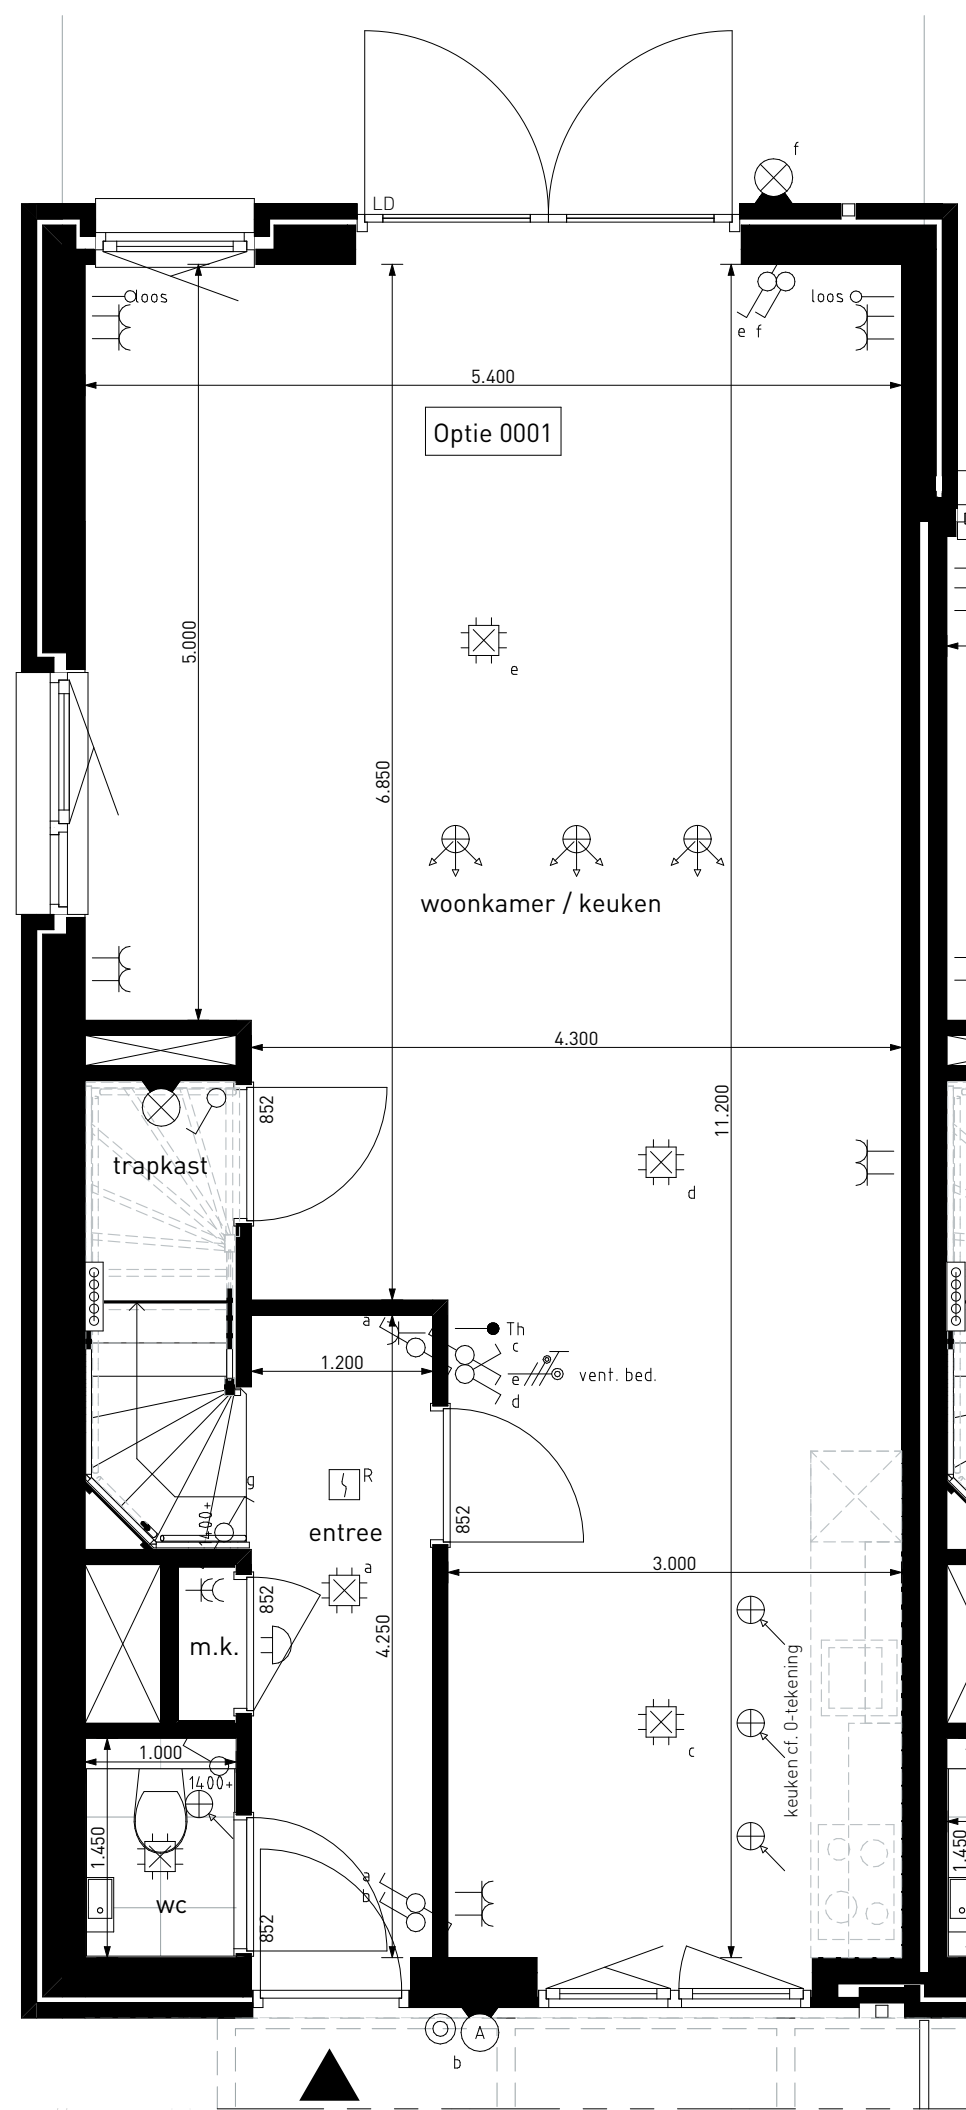 f
LD
loos
loos
e f
5.400
Optie 0001
5.000
e
6.850
woonkamer / keuken
4.300
852
11.200
trapkast
d
a
Th
c
1.200
e
vent. bed.
d
g
R
1400+
entree
852
3.000
a
852
4.250
m.k.
keuken cf. 0-tekening
c
1.000
1400+
1.450
1.450
a
wc
b
852
A
b